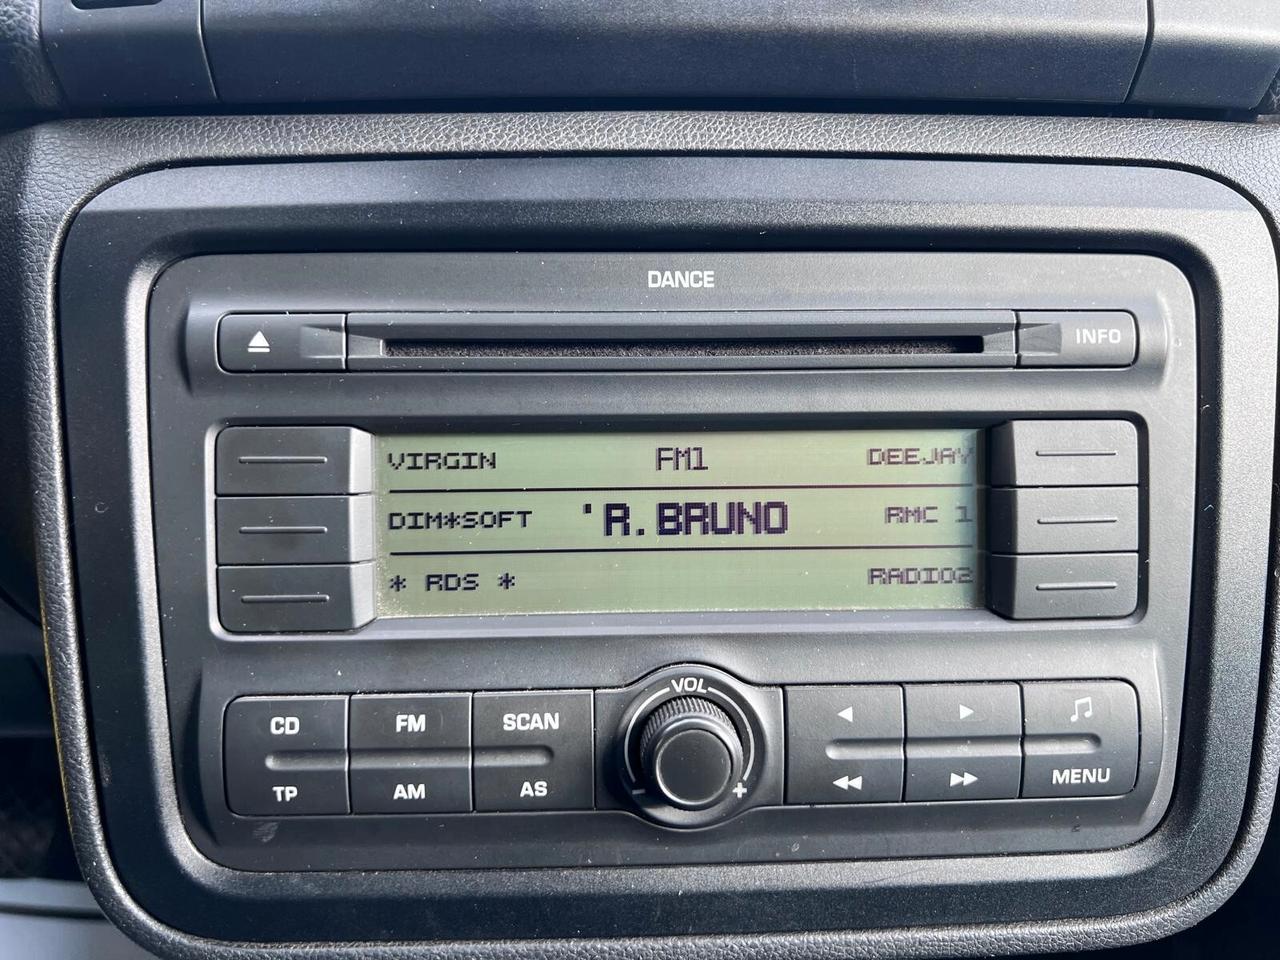 DANCE
INFO
VIRGIN FM1 DEEJAY
DIM*SOFT 'R.BRUNO RMC 1
* RDS * RADIO2
VOL
CD FM SCAN
- +
TP AM AS MENU